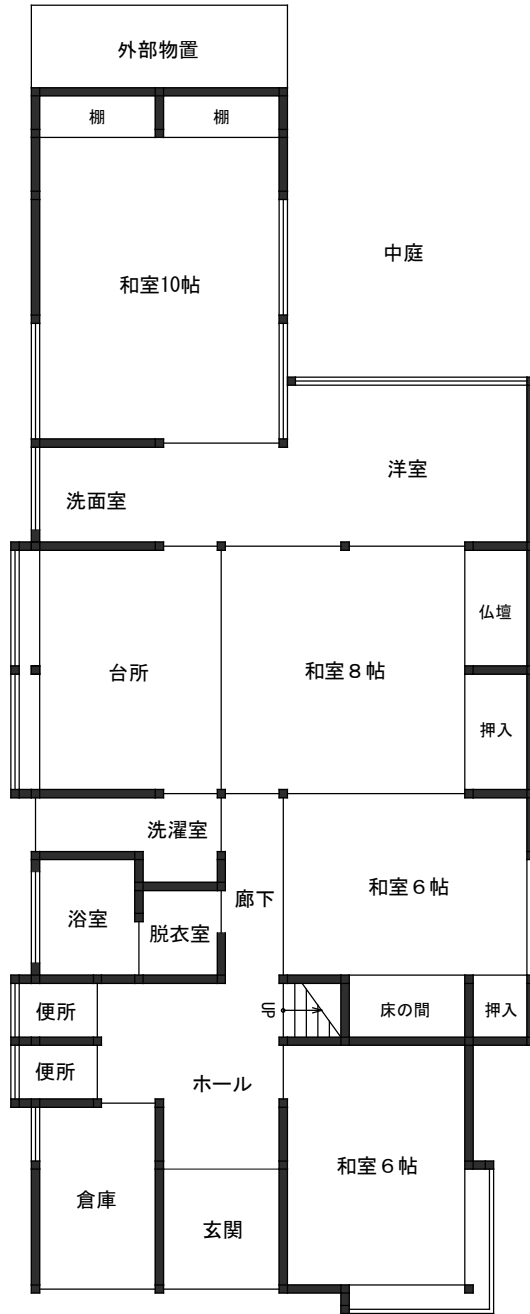 外部物置
棚
棚
和室10帖
中庭
洋室
洗面室
仏壇
台所
和室８帖
押入
洗濯室
和室６帖
廊下
浴室
脱衣室
便所
UP
床の間
押入
便所
ホール
和室６帖
倉庫
玄関